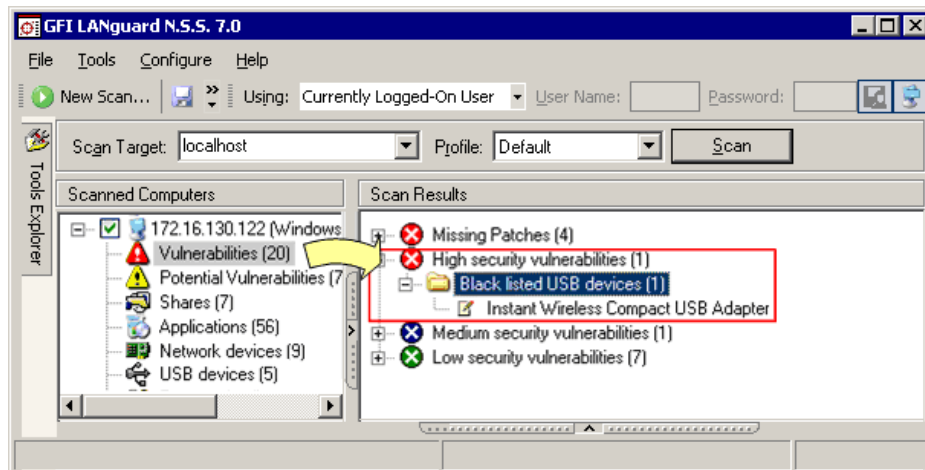 GFI LANguard N.S.S. 7.0
File Tools Configure Help
New Scan... Using: Currently Logged-On User User Name: Password:
Tools Explorer
Scan Target: localhost Profile: Default Scan
Scanned Computers
172.16.130.122 (Windows
Vulnerabilities (20)
Potential Vulnerabilities (7
Shares (7)
Applications (56)
Network devices (9)
USB devices (5)
Scan Results
Missing Patches (4)
High security vulnerabilities (1)
Black listed USB devices (1)
Instant Wireless Compact USB Adapter
Medium security vulnerabilities (1)
Low security vulnerabilities (7)